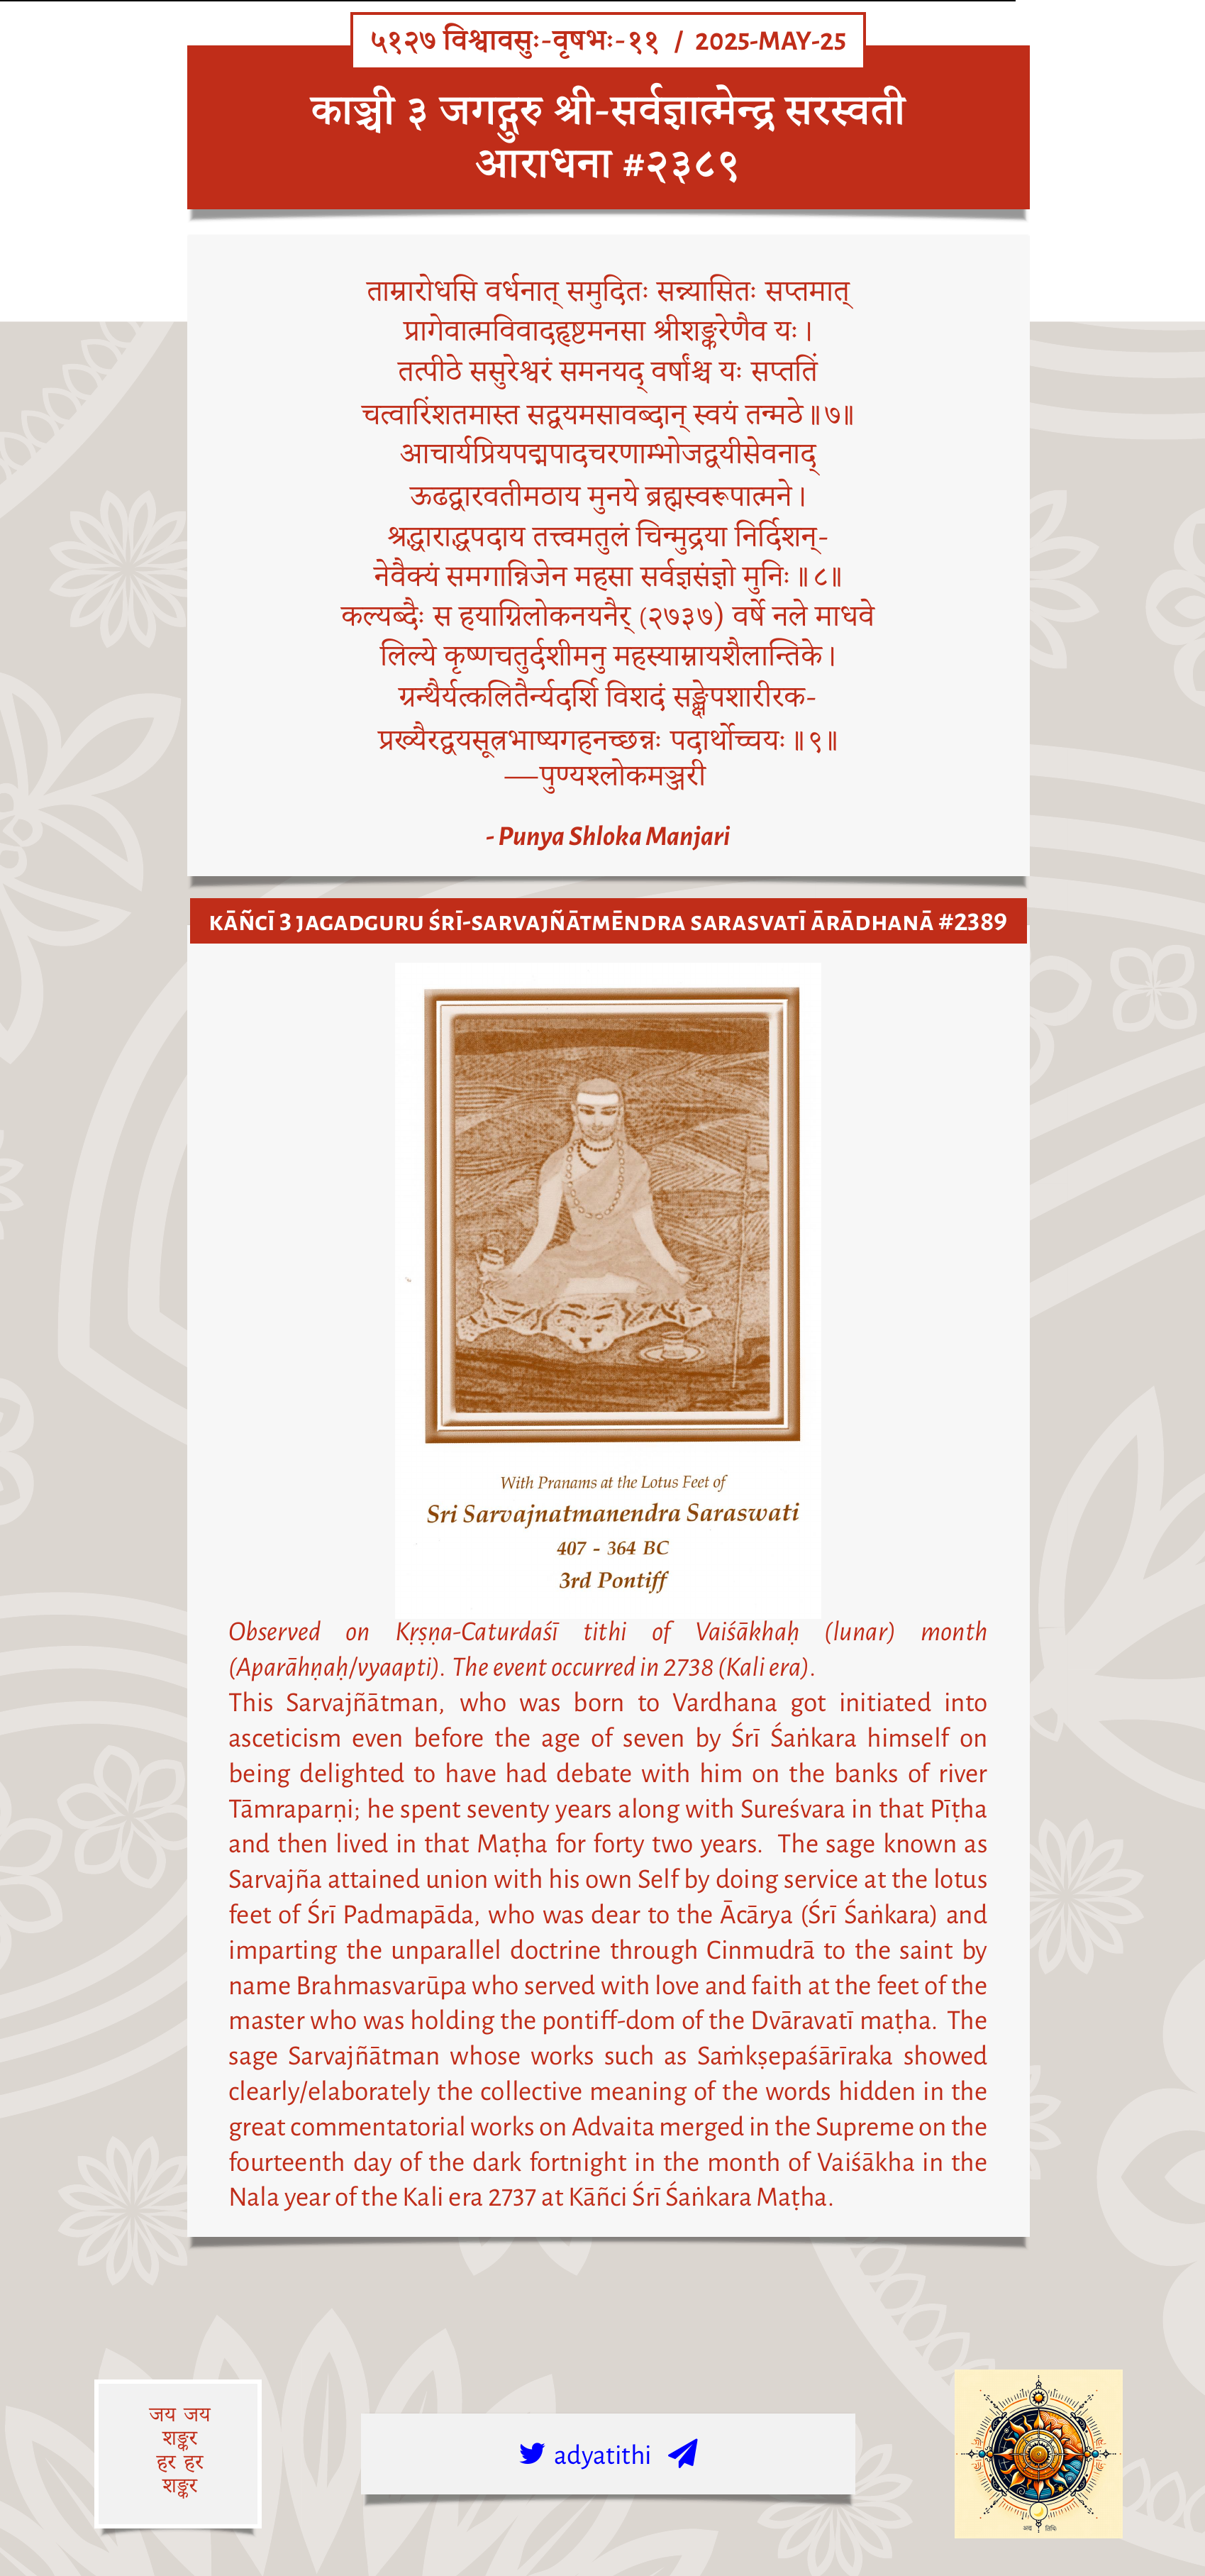 ५१२७ विश्वावसुः-वृषभः-११ / 2025-MAY-25
काञ्ची ३ जगद्गुरु श्री-सर्वज्ञात्मेन्द्र सरस्वती
आराधना #२३८९
ताम्रारोधसि वर्धनात् समुदितः सन्न्यासितः सप्तमात्
प्रागेवात्मविवादहृष्टमनसा श्रीशङ्करेणैव यः।
तत्पीठे ससुरेश्वरं समनयद् वर्षांश्च यः सप्ततिं
चत्वारिंशतमास्त सद्वयमसावब्दान् स्वयं तन्मठे॥७॥
आचार्यप्रियपद्मपादचरणाम्भोजद्वयीसेवनाद्
ऊढद्वारवतीमठाय मुनये ब्रह्मस्वरूपात्मने।
श्रद्धाराद्धपदाय तत्त्वमतुलं चिन्मुद्रया निर्दिशन्-
नेवैक्यं समगान्निजेन महसा सर्वज्ञसंज्ञो मुनिः॥८॥
कल्यब्दैः स हयाग्निलोकनयनैर् (२७३७) वर्षे नले माधवे
लिल्ये कृष्णचतुर्दशीमनु महस्याम्नायशैलान्तिके।
ग्रन्थैर्यत्कलितैर्न्यदर्शि विशदं सङ्क्षेपशारीरक-
प्रख्यैरद्वयसूत्रभाष्यगहनच्छन्नः पदार्थोच्चयः॥९॥
—पुण्यश्लोकमञ्जरी
- Punya Shloka Manjari
KĀÑCĪ 3 JAGADGURU ŚRĪ-SARVAJÑĀTMĒNDRA SARASVATĪ ĀRĀDHANĀ #2389
With Pranams at the Lotus Feet of
Sri Sarvajnatmanendra Saraswati
407 - 364 BC
3rd Pontiff
Observed on Kṛṣṇa-Caturdaśī tithi of Vaiśākhaḥ (lunar) month
(Aparāhṇaḥ/vyaapti). The event occurred in 2738 (Kali era).
This Sarvajñātman, who was born to Vardhana got initiated into
asceticism even before the age of seven by Śrī Śaṅkara himself on
being delighted to have had debate with him on the banks of river
Tāmraparṇi; he spent seventy years along with Sureśvara in that Pīṭha
and then lived in that Maṭha for forty two years. The sage known as
Sarvajña attained union with his own Self by doing service at the lotus
feet of Śrī Padmapāda, who was dear to the Ācārya (Śrī Śaṅkara) and
imparting the unparallel doctrine through Cinmudrā to the saint by
name Brahmasvarūpa who served with love and faith at the feet of the
master who was holding the pontiff-dom of the Dvāravatī maṭha. The
sage Sarvajñātman whose works such as Saṁkṣepaśārīraka showed
clearly/elaborately the collective meaning of the words hidden in the
great commentatorial works on Advaita merged in the Supreme on the
fourteenth day of the dark fortnight in the month of Vaiśākha in the
Nala year of the Kali era 2737 at Kāñci Śrī Śaṅkara Maṭha.
जय जय
शङ्कर
हर हर
शङ्कर
adyatithi